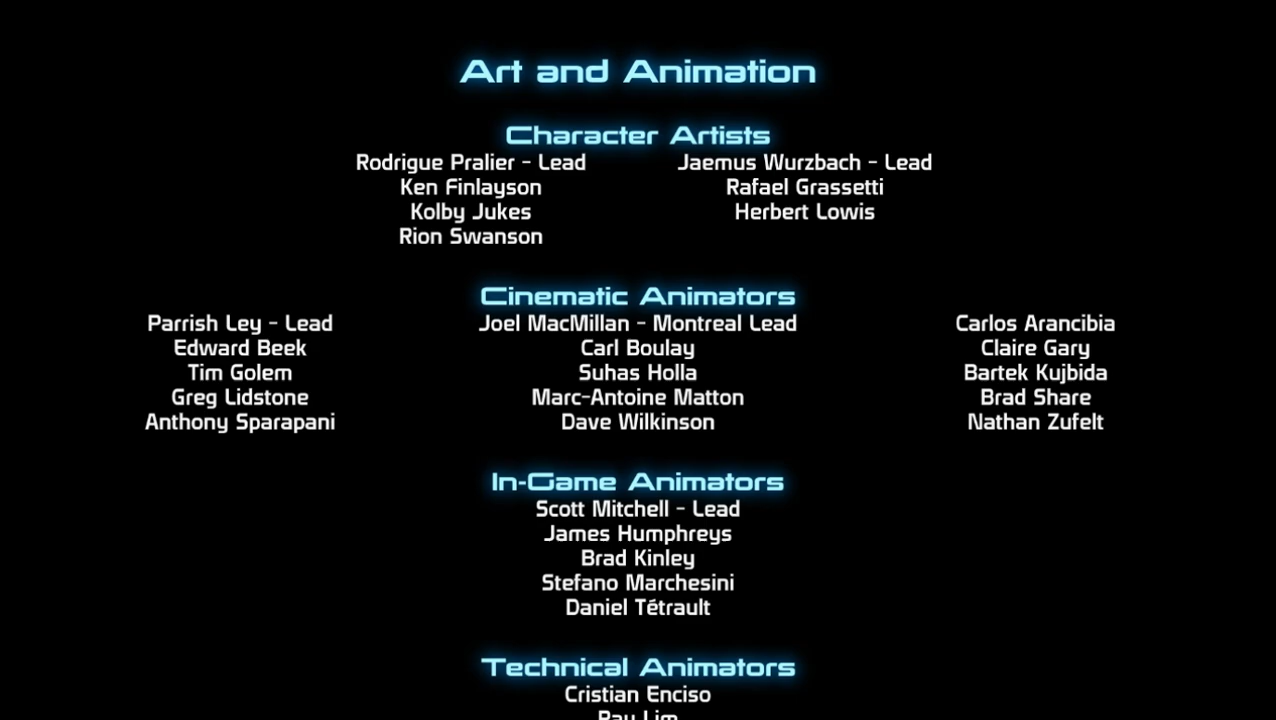 Art and Animation
Character Artists
Rodrigue Pralier - Lead Jaemus Wurzbach - Lead
Ken Finlayson Rafael Grassetti
Kolby Jukes Herbert Lowis
Rion Swanson
Cinematic Animators
Parrish Ley - Lead Joel MacMillan - Montreal Lead Carlos Arancibia
Edward Beek Carl Boulay Claire Gary
Tim Golem Suhas Holla Bartek Kujbida
Greg Lidstone Marc-Antoine Matton Brad Share
Anthony Sparapani Dave Wilkinson Nathan Zufelt
In-Game Animators
Scott Mitchell - Lead
James Humphreys
Brad Kinley
Stefano Marchesini
Daniel Tétrault
Technical Animators
Cristian Enciso
Ray Lim